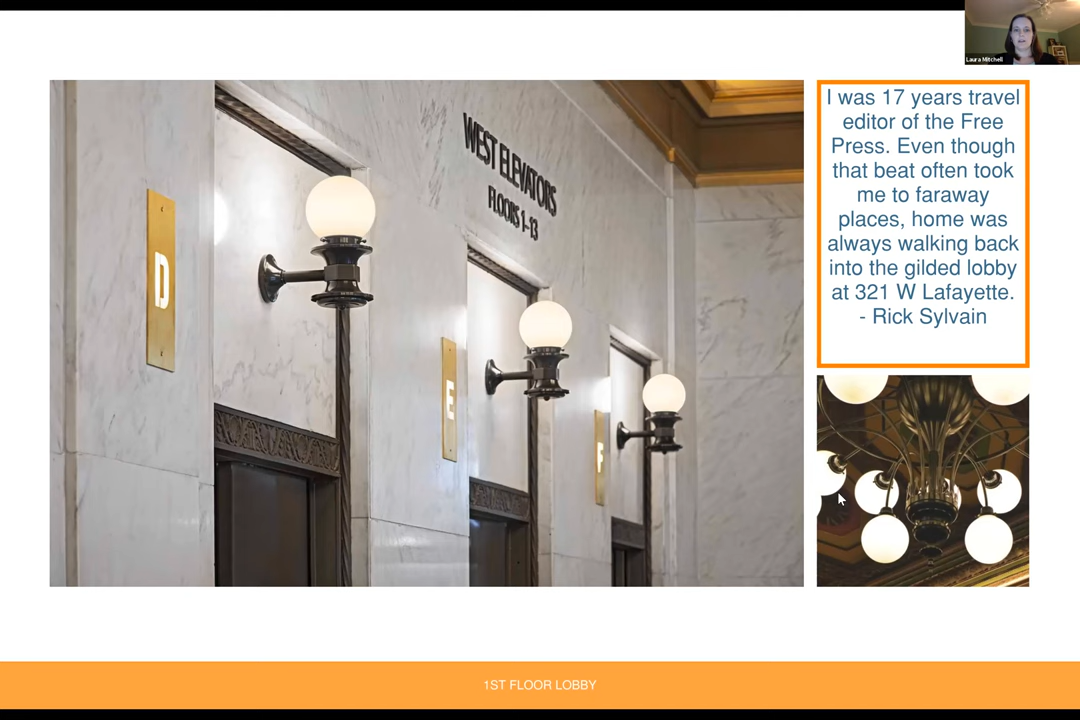 Laura Mitchell
WEST ELEVATORS
FLOORS 1-13
D
E
F
I was 17 years travel
editor of the Free
Press. Even though
that beat often took
me to faraway
places, home was
always walking back
into the gilded lobby
at 321 W Lafayette.
- Rick Sylvain
1ST FLOOR LOBBY